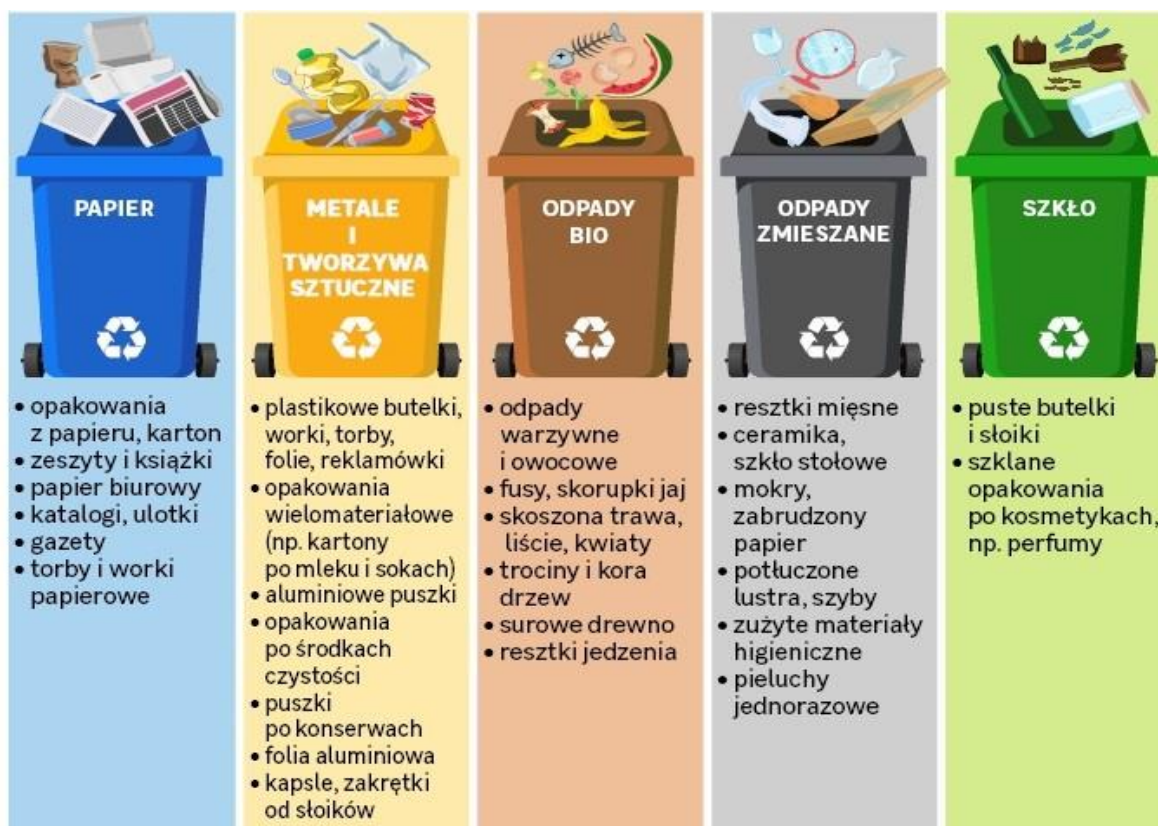 PAPIER
• opakowania
z papieru, karton
• zeszyty i książki
• papier biurowy
• katalogi, ulotki
• gazety
• torby i worki
papierowe
METALE
I
TWORZYWA
SZTUCZNE
• plastikowe butelki,
worki, torby,
folie, reklamówki
• opakowania
wielomateriałowe
(np. kartony
po mleku i sokach)
• aluminiowe puszki
• opakowania
po środkach
czystości
• puszki
po konserwach
• folia aluminiowa
• kapsle, zakrętki
od słoików
ODPADY
BIO
• odpady
warzywne
i owocowe
• fusy, skorupki jaj
• skoszona trawa,
liście, kwiaty
• trociny i kora
drzew
• surowe drewno
• resztki jedzenia
ODPADY
ZMIESZANE
• resztki mięsne
• ceramika,
szkło stołowe
• mokry,
zabrudzony
papier
• potłuczone
lustra, szyby
• zużyte materiały
higieniczne
• pieluchy
jednorazowe
SZKŁO
• puste butelki
i słoiki
• szklane
opakowania
po kosmetykach,
np. perfumy